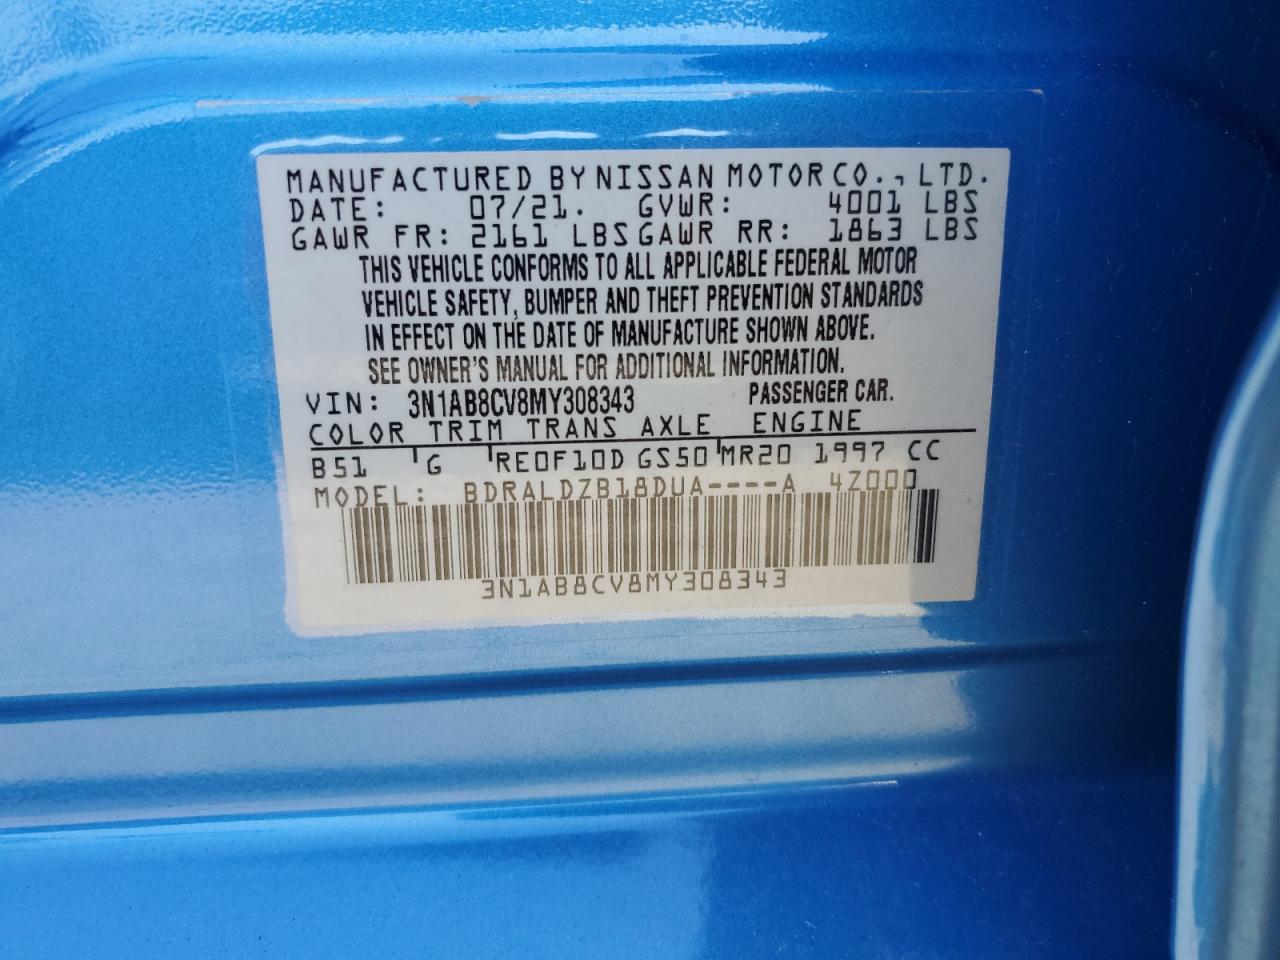 MANUFACTURED BY NISSAN MOTOR CO., LTD.
DATE: 07/21. GVWR: 4001 LBS
GAWR FR: 2161 LBS GAWR RR: 1863 LBS
THIS VEHICLE CONFORMS TO ALL APPLICABLE FEDERAL MOTOR
VEHICLE SAFETY, BUMPER AND THEFT PREVENTION STANDARDS
IN EFFECT ON THE DATE OF MANUFACTURE SHOWN ABOVE.
SEE OWNER'S MANUAL FOR ADDITIONAL INFORMATION.
VIN: 3N1AB8CV8MY308343 PASSENGER CAR.
COLOR TRIM TRANS AXLE ENGINE
B51 G RE0F10D GS50 MR20 1997 CC
MODEL: BDRALDZB18DUA----A 4Z000
3N1AB8CV8MY308343